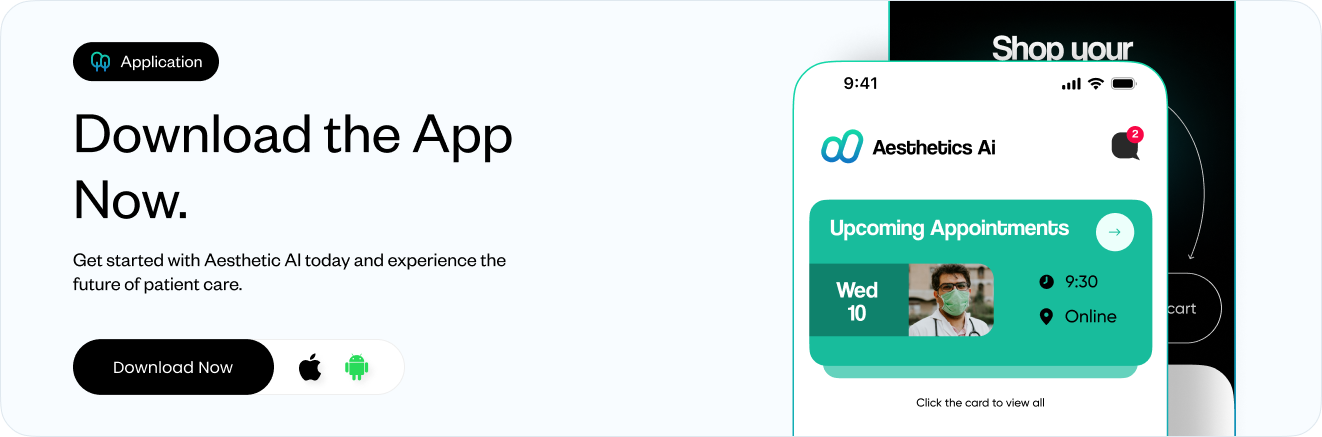 Application
Download the App
Now.
Get started with Aesthetic AI today and experience the
future of patient care.
Download Now
Shop your
9:41
Aesthetics Ai
2
Upcoming Appointments
Wed
10
9:30
Online
cart
Click the card to view all